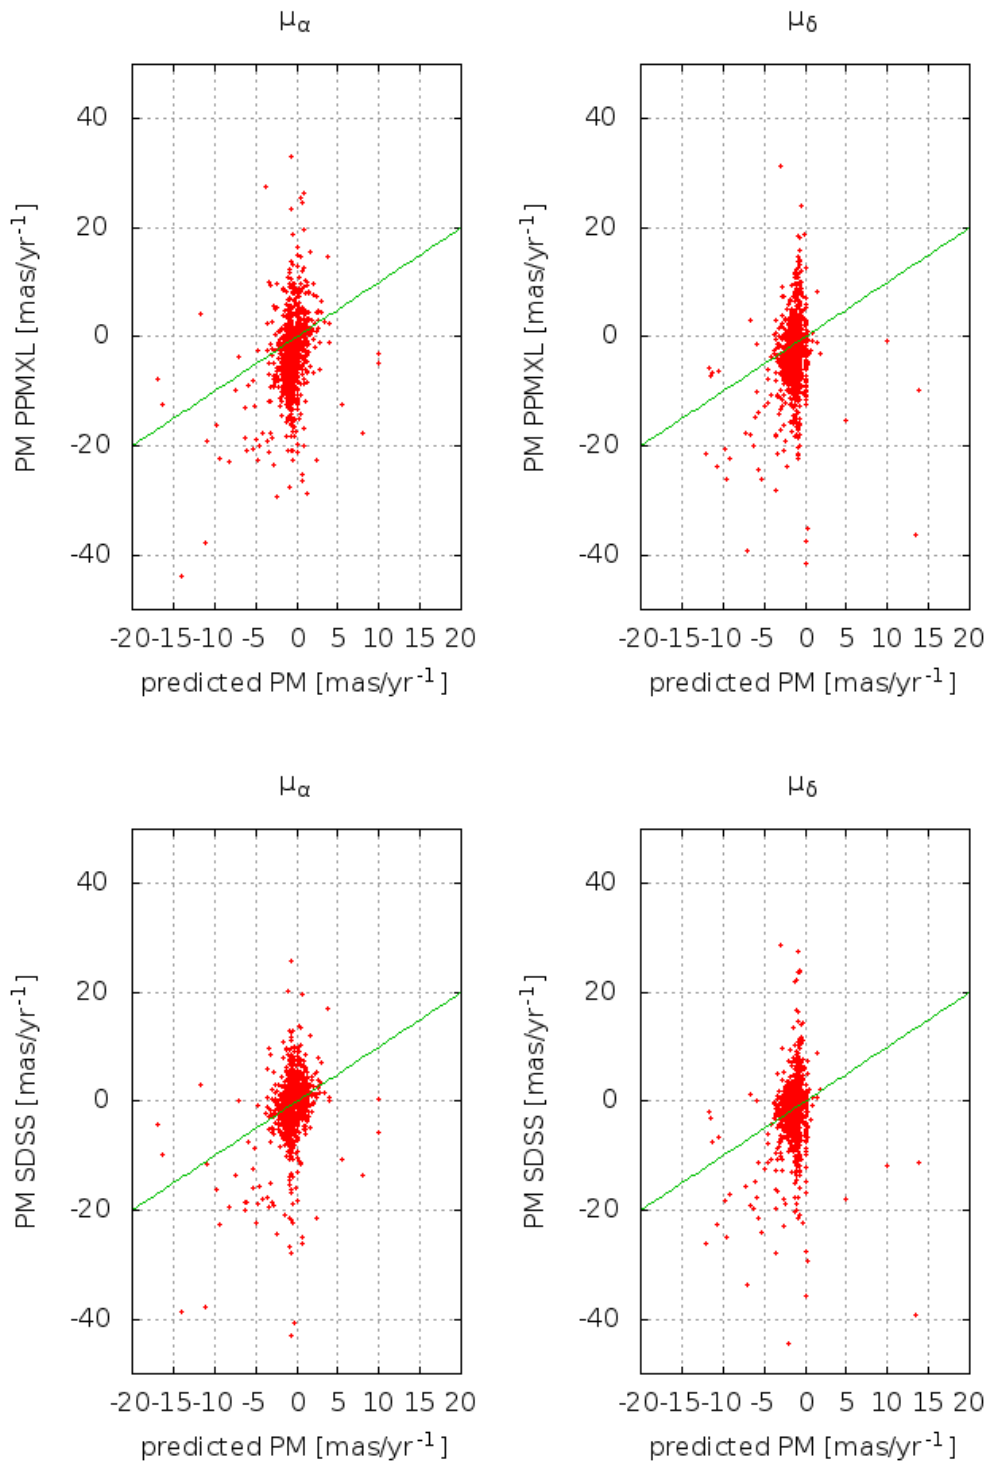 μα μδ
40 40
20 20
0 0
-20 -20
-40 -40
PM PPMXL [mas/yr-1] PM PPMXL [mas/yr-1]
-20 -15 -10 -5 0 5 10 15 20 -20 -15 -10 -5 0 5 10 15 20
predicted PM [mas/yr-1] predicted PM [mas/yr-1]
μα μδ
40 40
20 20
0 0
-20 -20
-40 -40
PM SDSS [mas/yr-1] PM SDSS [mas/yr-1]
-20 -15 -10 -5 0 5 10 15 20 -20 -15 -10 -5 0 5 10 15 20
predicted PM [mas/yr-1] predicted PM [mas/yr-1]